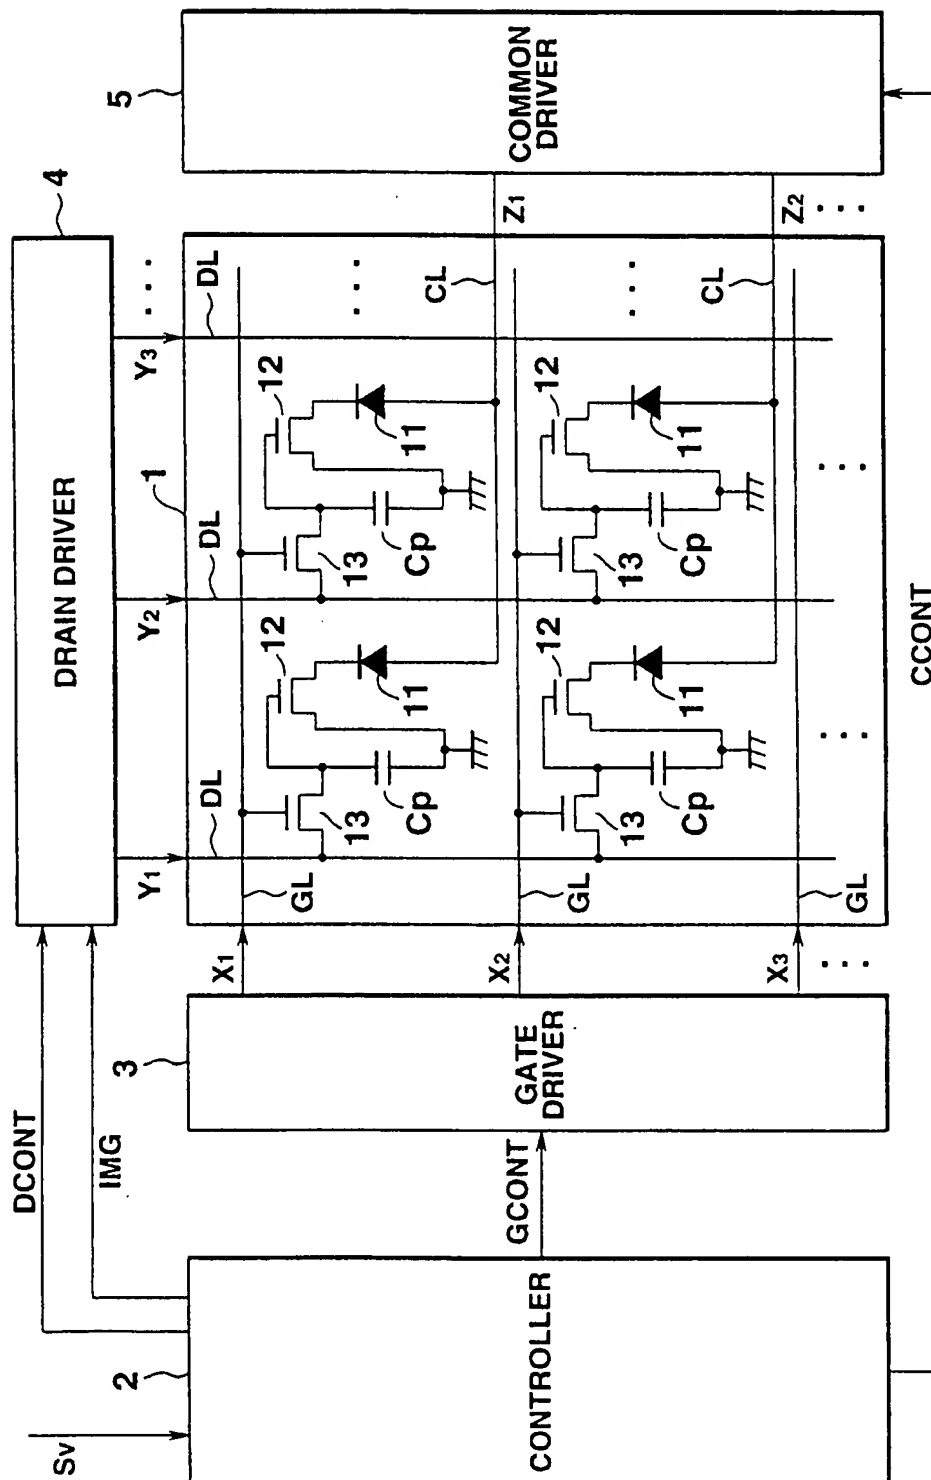 Sv
2
CONTROLLER
DCONT
IMG
GCONT
CCONT
3
GATE DRIVER
X1
X2
X3
...
4
DRAIN DRIVER
Y1
Y2
Y3
...
1
DL
DL
DL
GL
GL
GL
13
Cp
12
11
13
Cp
12
11
...
CL
13
Cp
12
11
13
Cp
12
11
...
CL
...
...
Z1
Z2
...
5
COMMON DRIVER